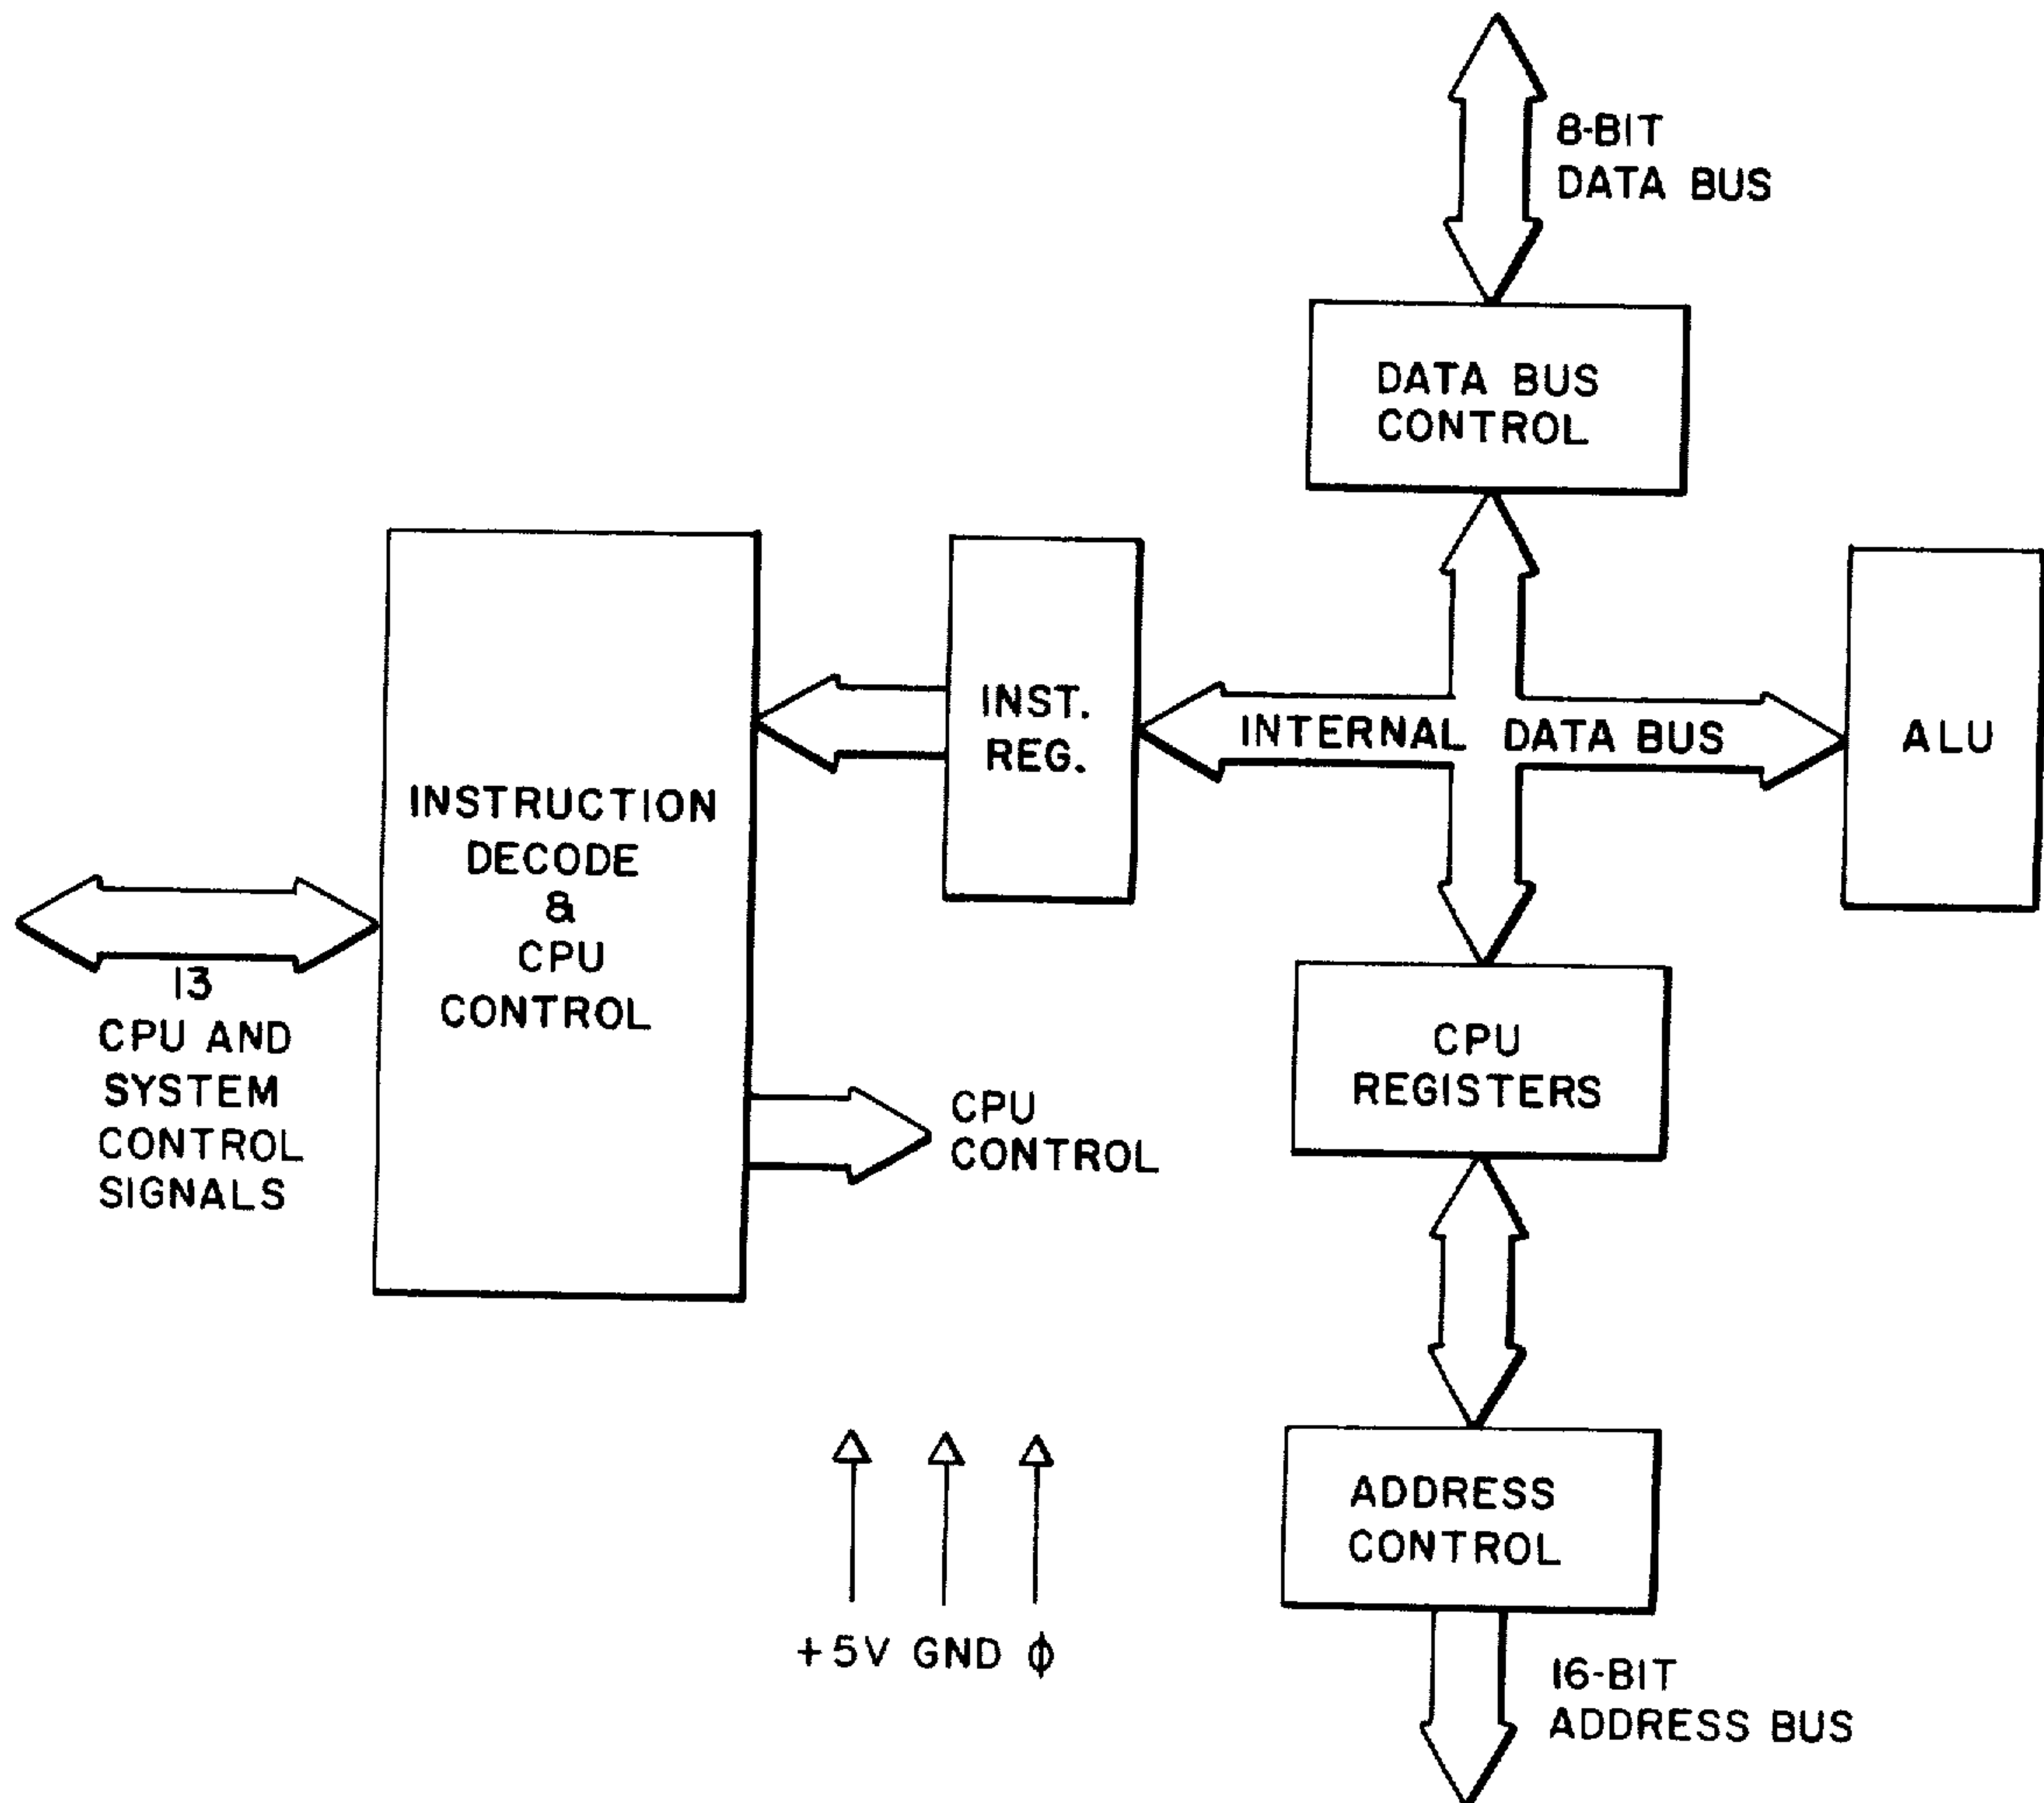 8-BIT
DATA BUS
DATA BUS
CONTROL
INST.
REG.
INTERNAL DATA BUS
ALU
INSTRUCTION
DECODE
&
CPU
CONTROL
13
CPU AND
SYSTEM
CONTROL
SIGNALS
CPU
CONTROL
CPU
REGISTERS
ADDRESS
CONTROL
+5V GND ϕ
16-BIT
ADDRESS BUS